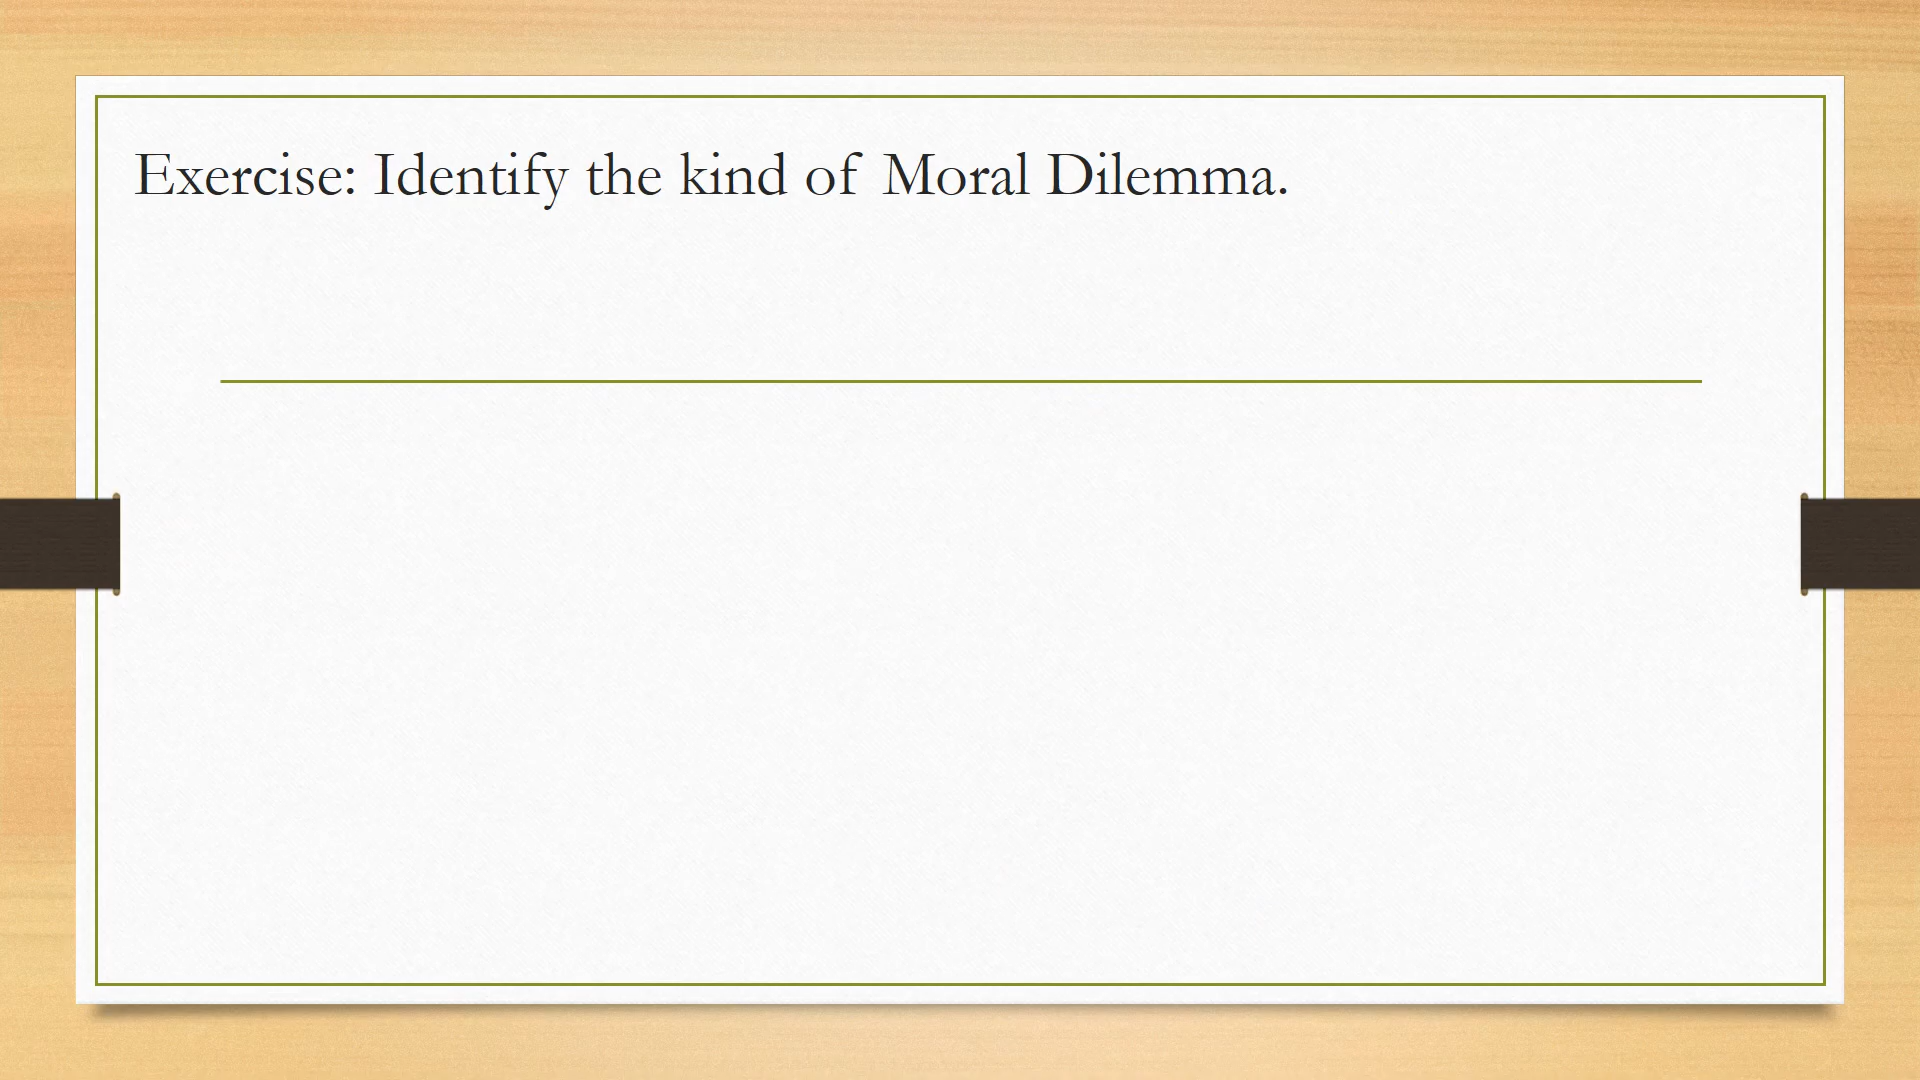 Exercise: Identify the kind of Moral Dilemma.